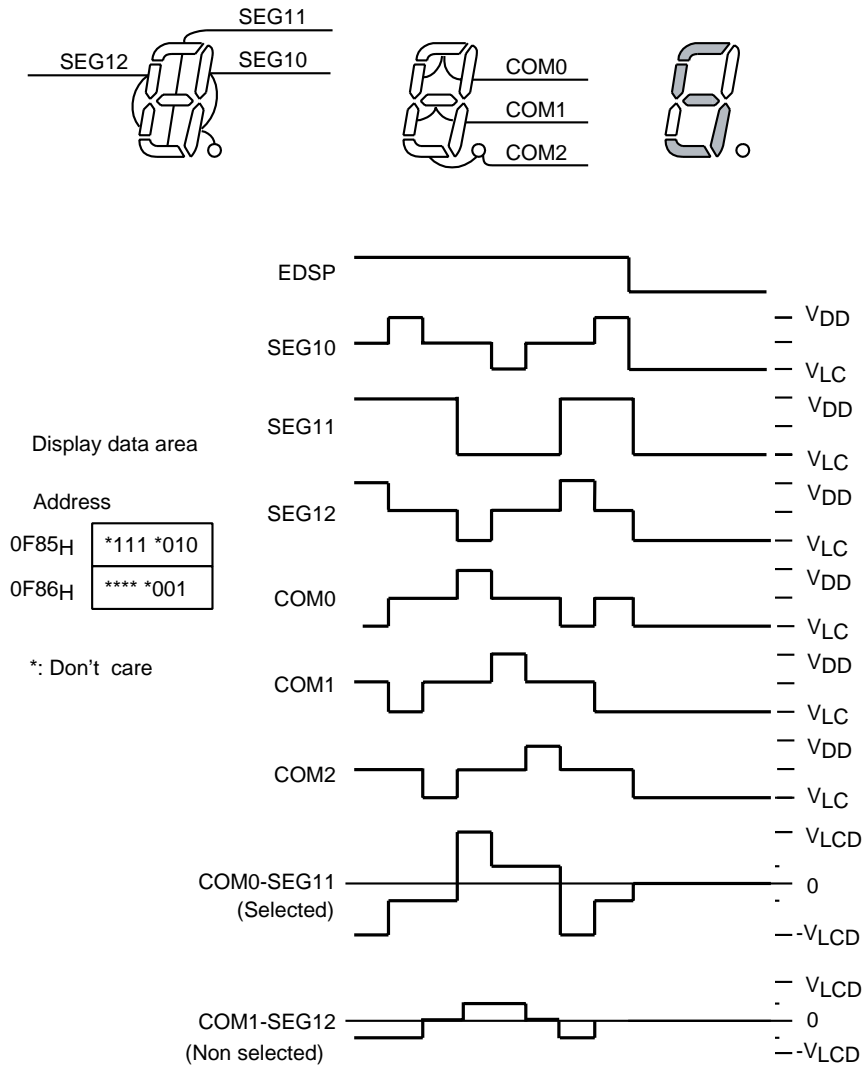 SEG11
SEG12
SEG10
COM0
COM1
COM2
EDSP
VDD
SEG10
VLC
VDD
SEG11
Display data area
VLC
VDD
Address
SEG12
0F85H *111 *010
VLC
VDD
0F86H **** *001
COM0
VLC
VDD
*: Don't care
COM1
VLC
VDD
COM2
VLC
VLCD
COM0-SEG11
0
(Selected)
-VLCD
VLCD
COM1-SEG12
0
(Non selected)
-VLCD